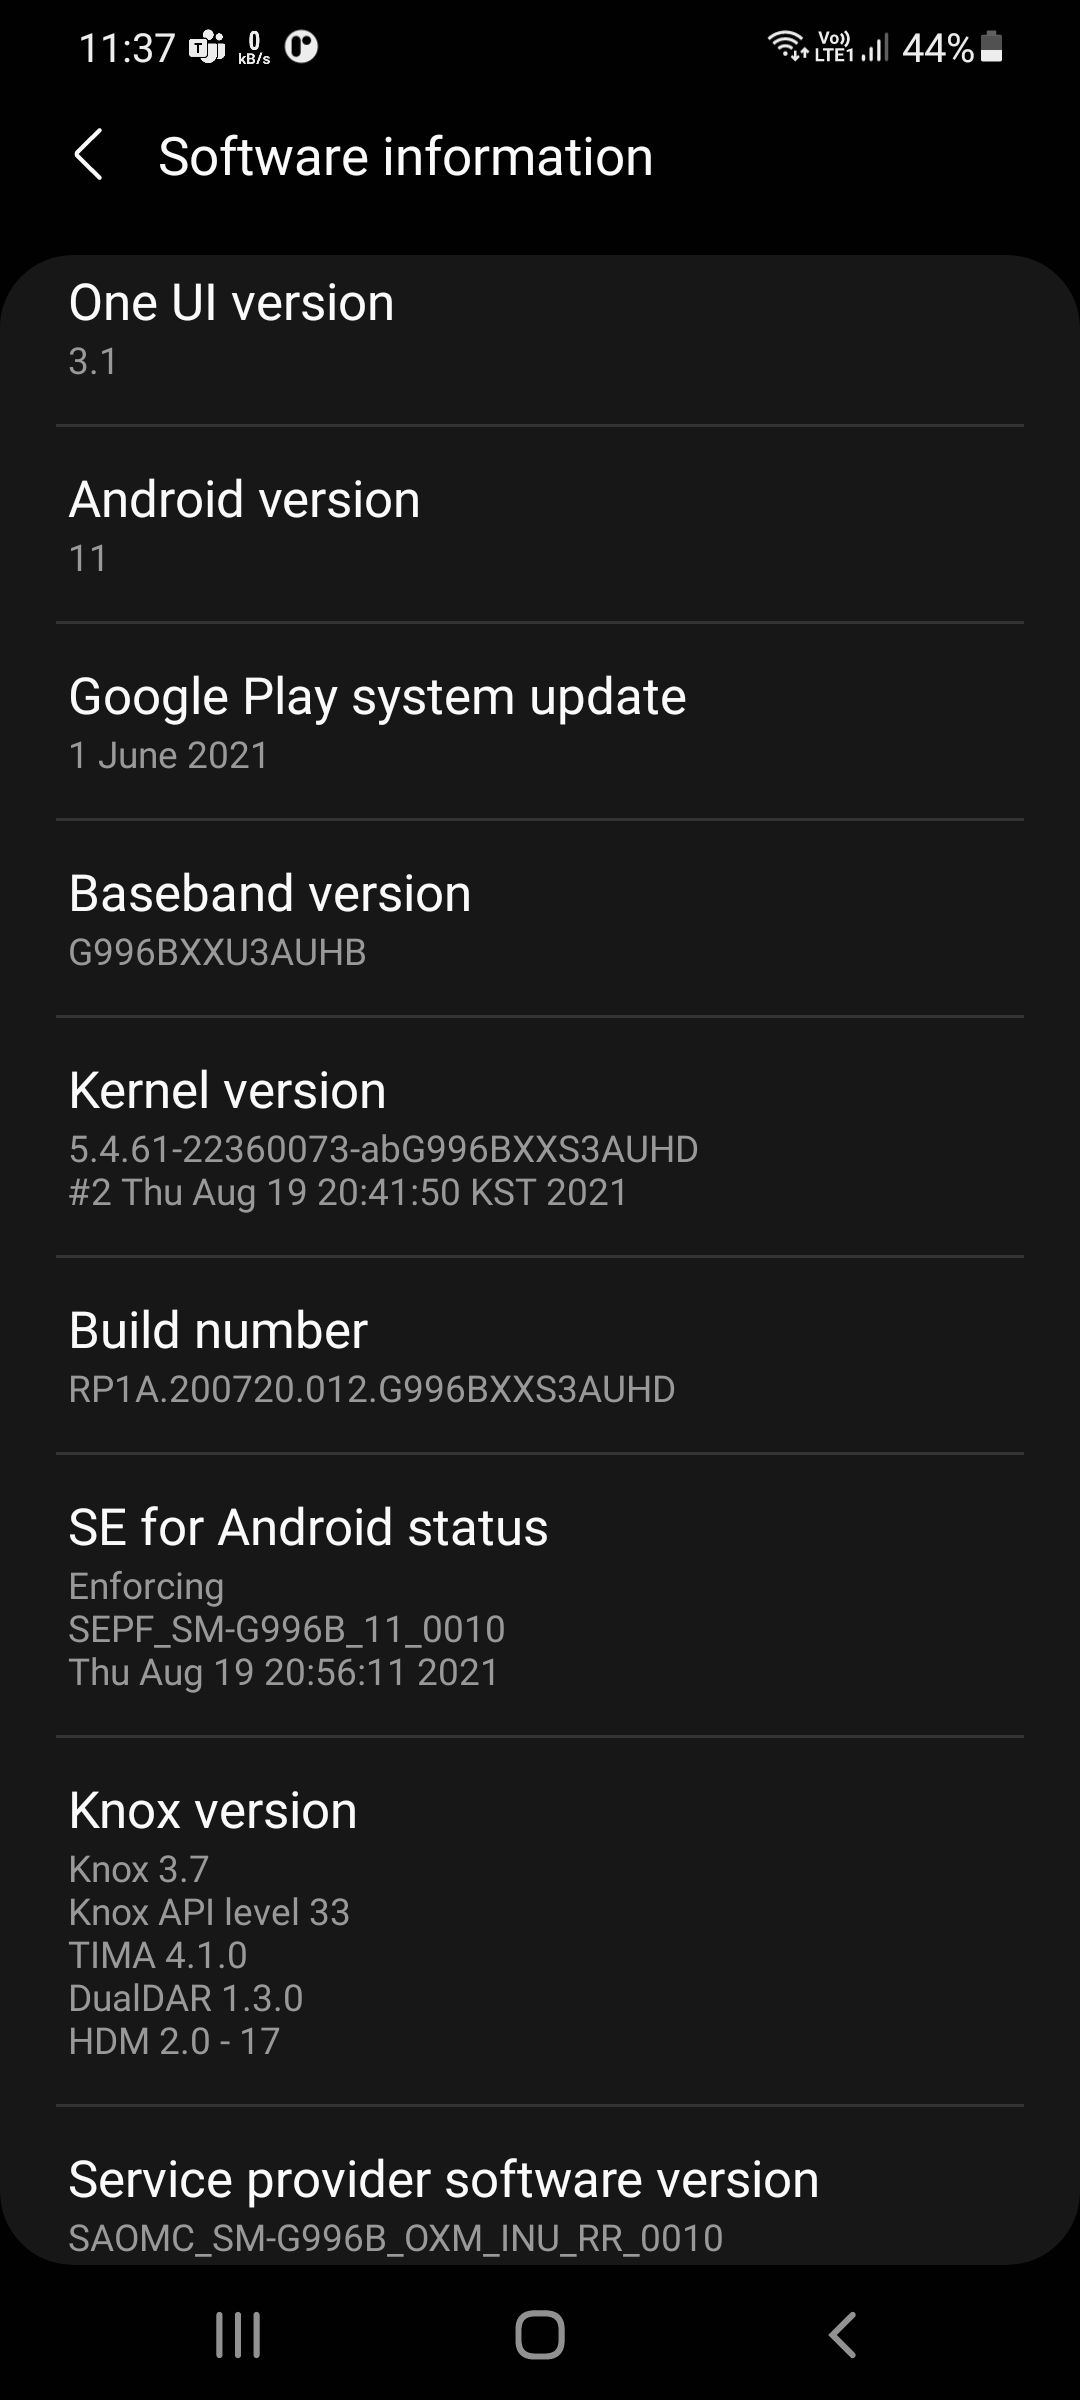 11:37 T 0 kB/s Vo)) LTE1 44%
Software information
One UI version
3.1
Android version
11
Google Play system update
1 June 2021
Baseband version
G996BXXU3AUHB
Kernel version
5.4.61-22360073-abG996BXXS3AUHD
#2 Thu Aug 19 20:41:50 KST 2021
Build number
RP1A.200720.012.G996BXXS3AUHD
SE for Android status
Enforcing
SEPF_SM-G996B_11_0010
Thu Aug 19 20:56:11 2021
Knox version
Knox 3.7
Knox API level 33
TIMA 4.1.0
DualDAR 1.3.0
HDM 2.0 - 17
Service provider software version
SAOMC_SM-G996B_OXM_INU_RR_0010